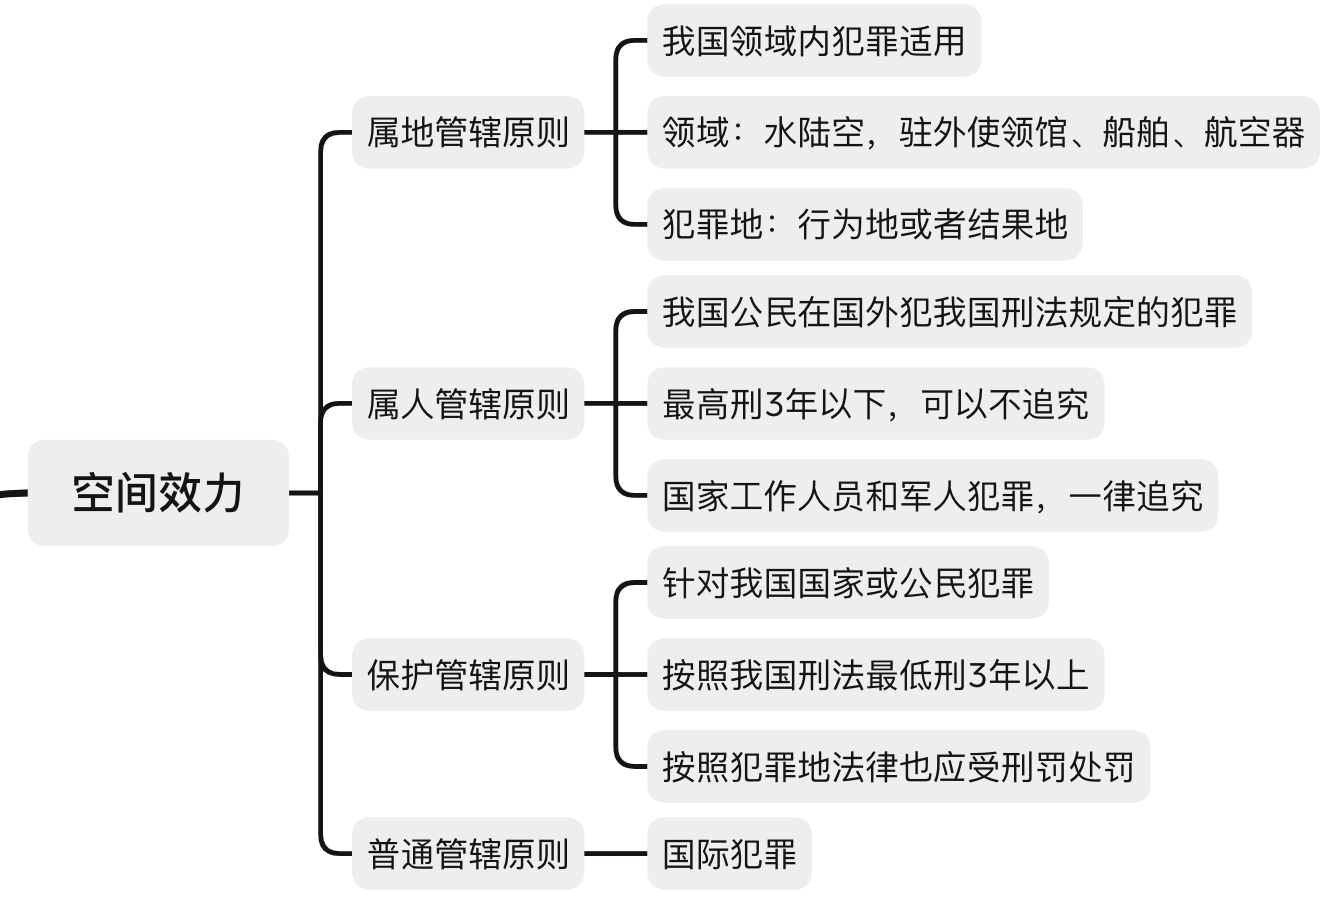 空间效力
属地管辖原则
我国领域内犯罪适用
领域：水陆空，驻外使领馆、船舶、航空器
犯罪地：行为地或者结果地
属人管辖原则
我国公民在国外犯我国刑法规定的犯罪
最高刑3年以下，可以不追究
国家工作人员和军人犯罪，一律追究
保护管辖原则
针对我国国家或公民犯罪
按照我国刑法最低刑3年以上
按照犯罪地法律也应受刑罚处罚
普通管辖原则
国际犯罪